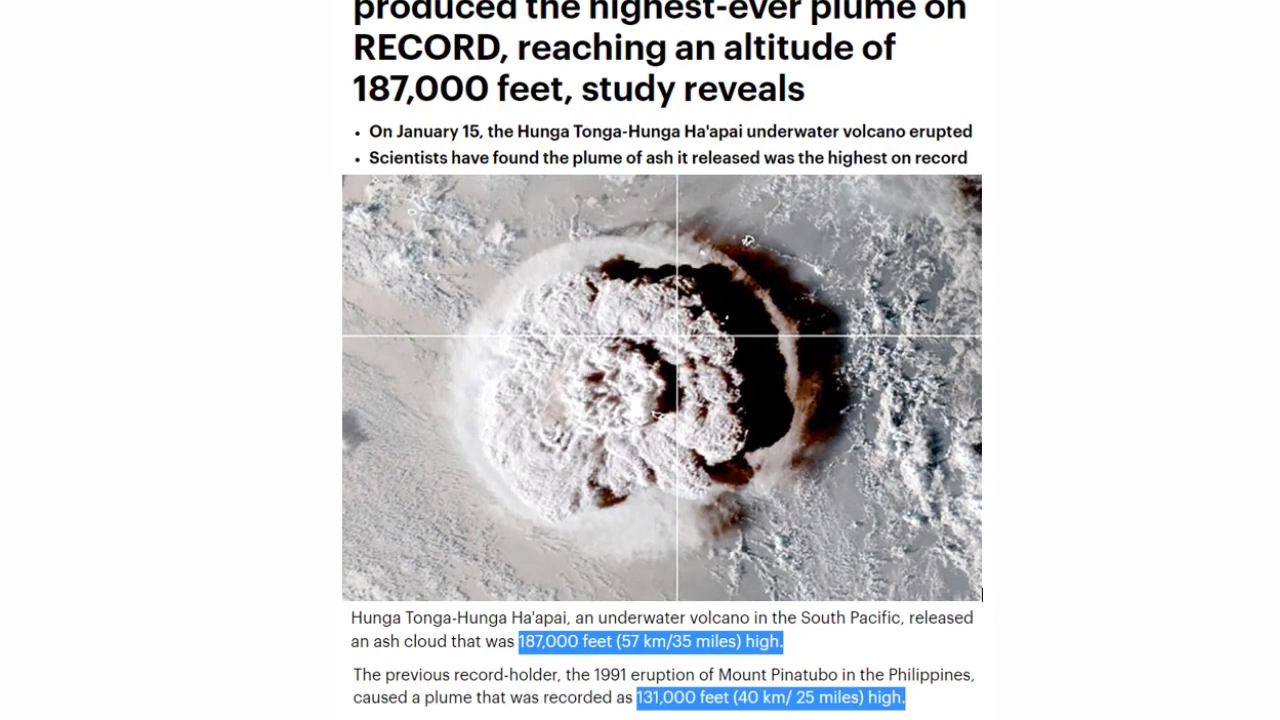 produced the highest-ever plume on
RECORD, reaching an altitude of
187,000 feet, study reveals
• On January 15, the Hunga Tonga-Hunga Ha'apai underwater volcano erupted
• Scientists have found the plume of ash it released was the highest on record
Hunga Tonga-Hunga Ha'apai, an underwater volcano in the South Pacific, released
an ash cloud that was 187,000 feet (57 km/35 miles) high.
The previous record-holder, the 1991 eruption of Mount Pinatubo in the Philippines,
caused a plume that was recorded as 131,000 feet (40 km/ 25 miles) high.